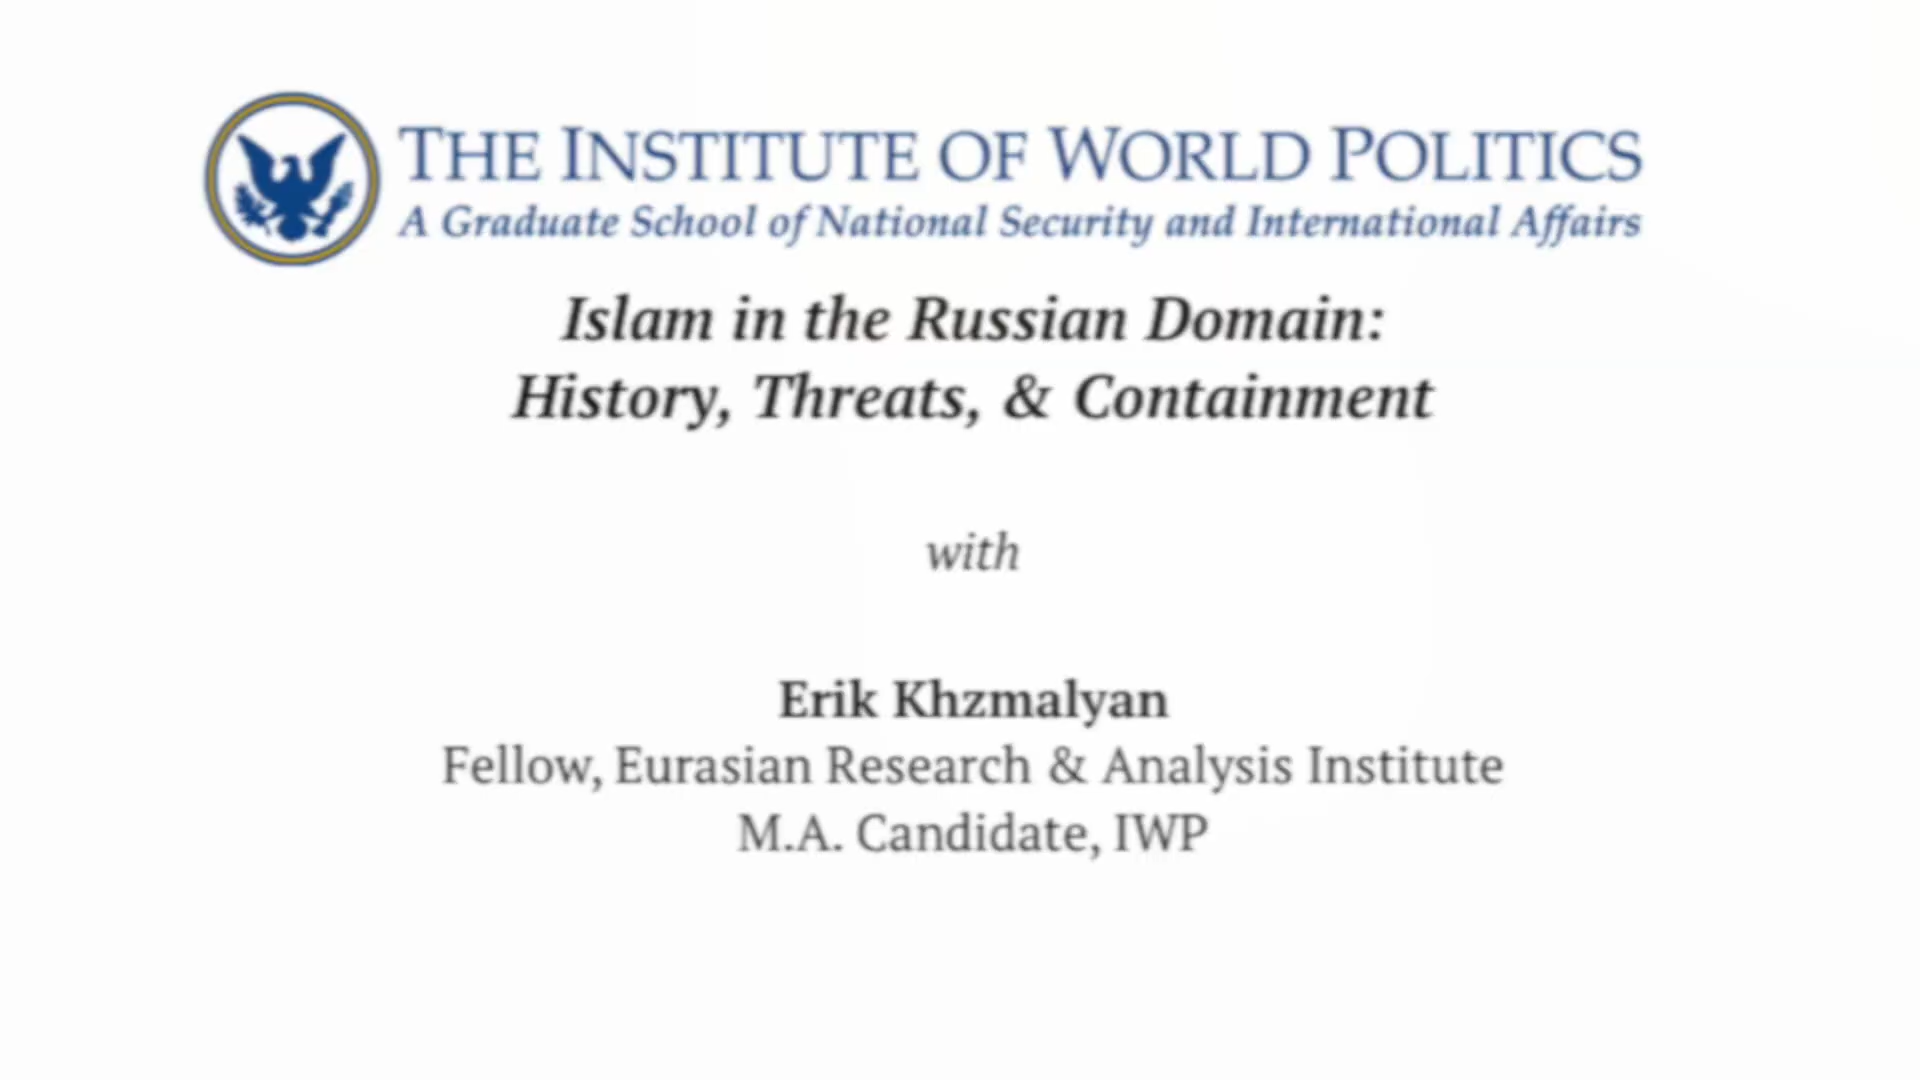 THE INSTITUTE OF WORLD POLITICS
A Graduate School of National Security and International Affairs
Islam in the Russian Domain:
History, Threats, & Containment
with
Erik Khzmalyan
Fellow, Eurasian Research & Analysis Institute
M.A. Candidate, IWP